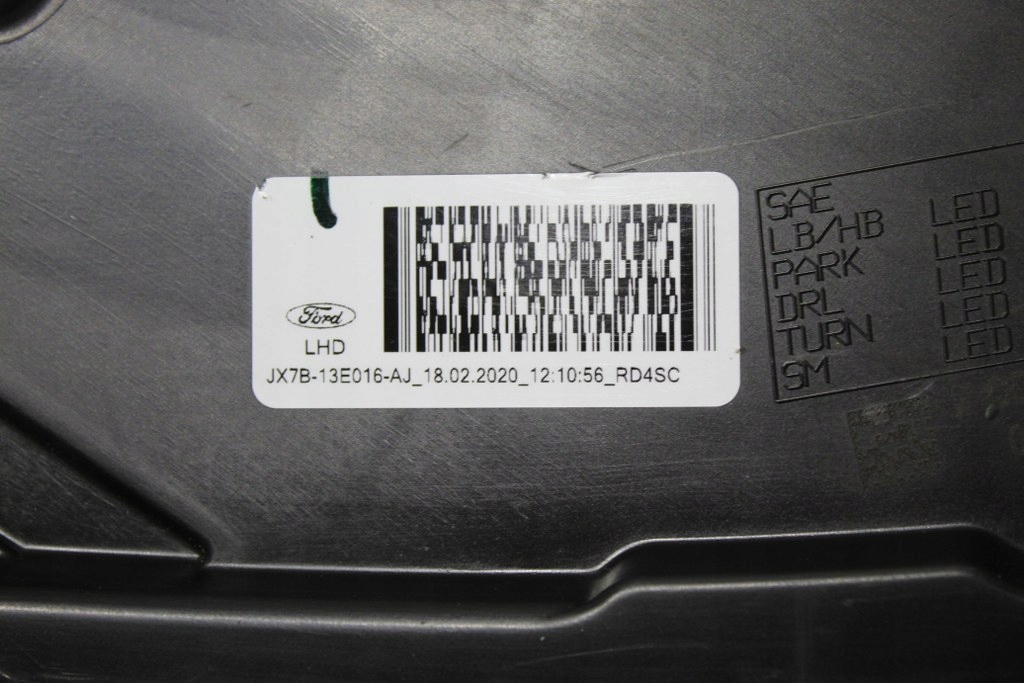 Ford
LHD
JX7B-13E016-AJ_18.02.2020_12:10:56_RD4SC
SAE
LB/HB LED
PARK LED
DRL LED
TURN LED
SM LED